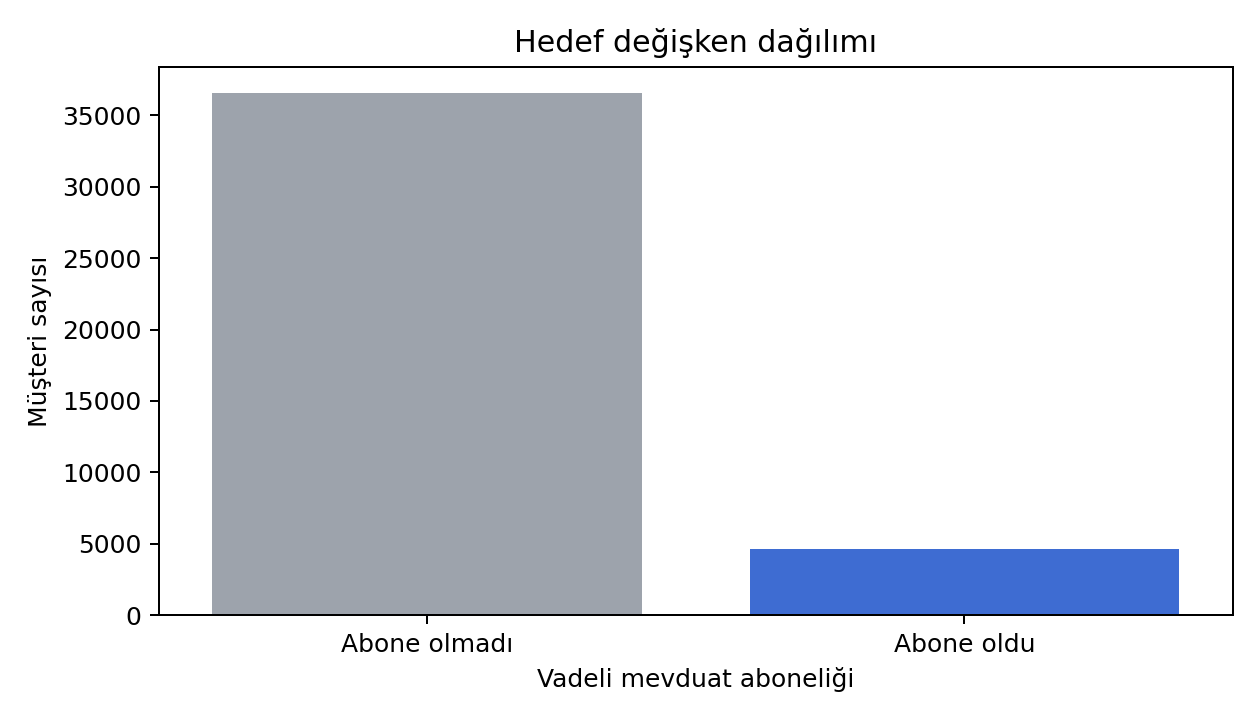 Hedef değişken dağılımı
Müşteri sayısı
35000
30000
25000
20000
15000
10000
5000
0
Abone olmadı
Abone oldu
Vadeli mevduat aboneliği